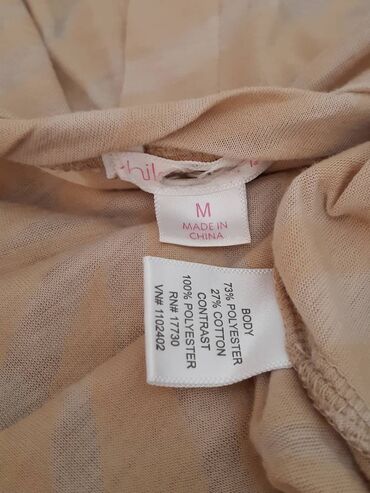 M
MADE IN
CHINA
BODY
73% POLYESTER
27% COTTON
CONTRAST
100% POLYESTER
RN# 17730
VN# 1102402